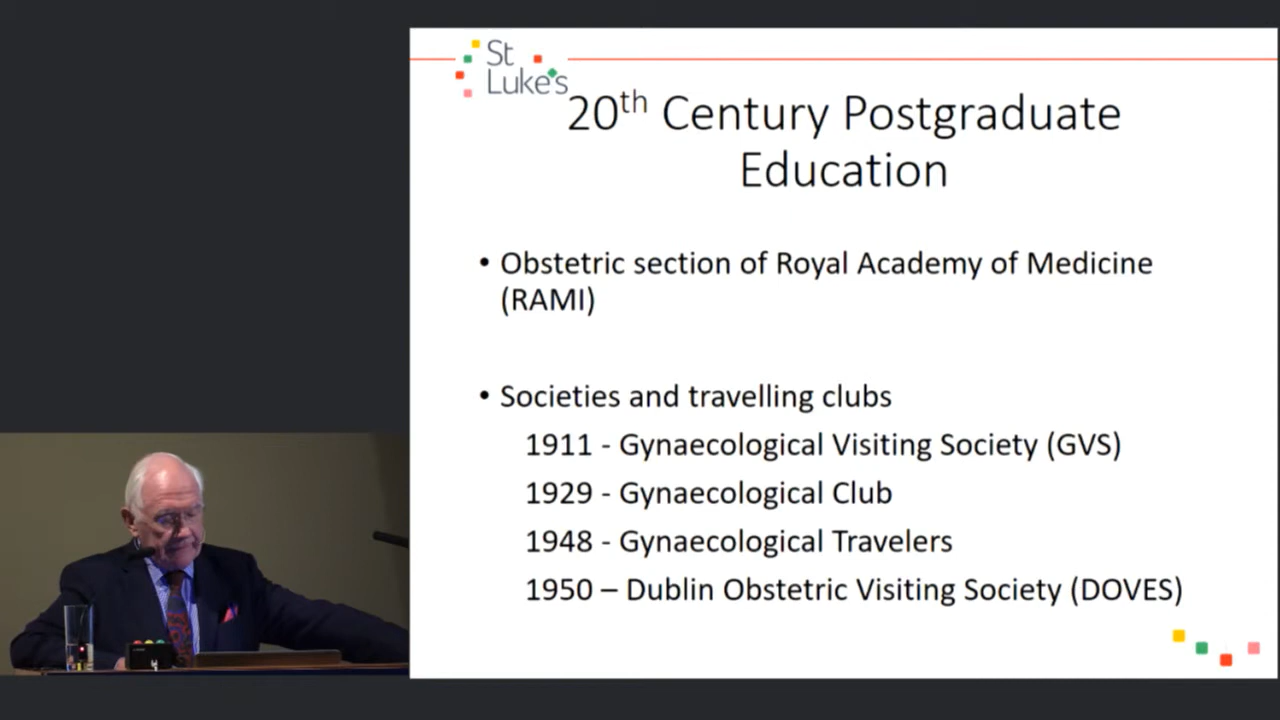 St
Luke's
20th Century Postgraduate
Education
• Obstetric section of Royal Academy of Medicine
(RAMI)
• Societies and travelling clubs
1911 - Gynaecological Visiting Society (GVS)
1929 - Gynaecological Club
1948 - Gynaecological Travelers
1950 – Dublin Obstetric Visiting Society (DOVES)